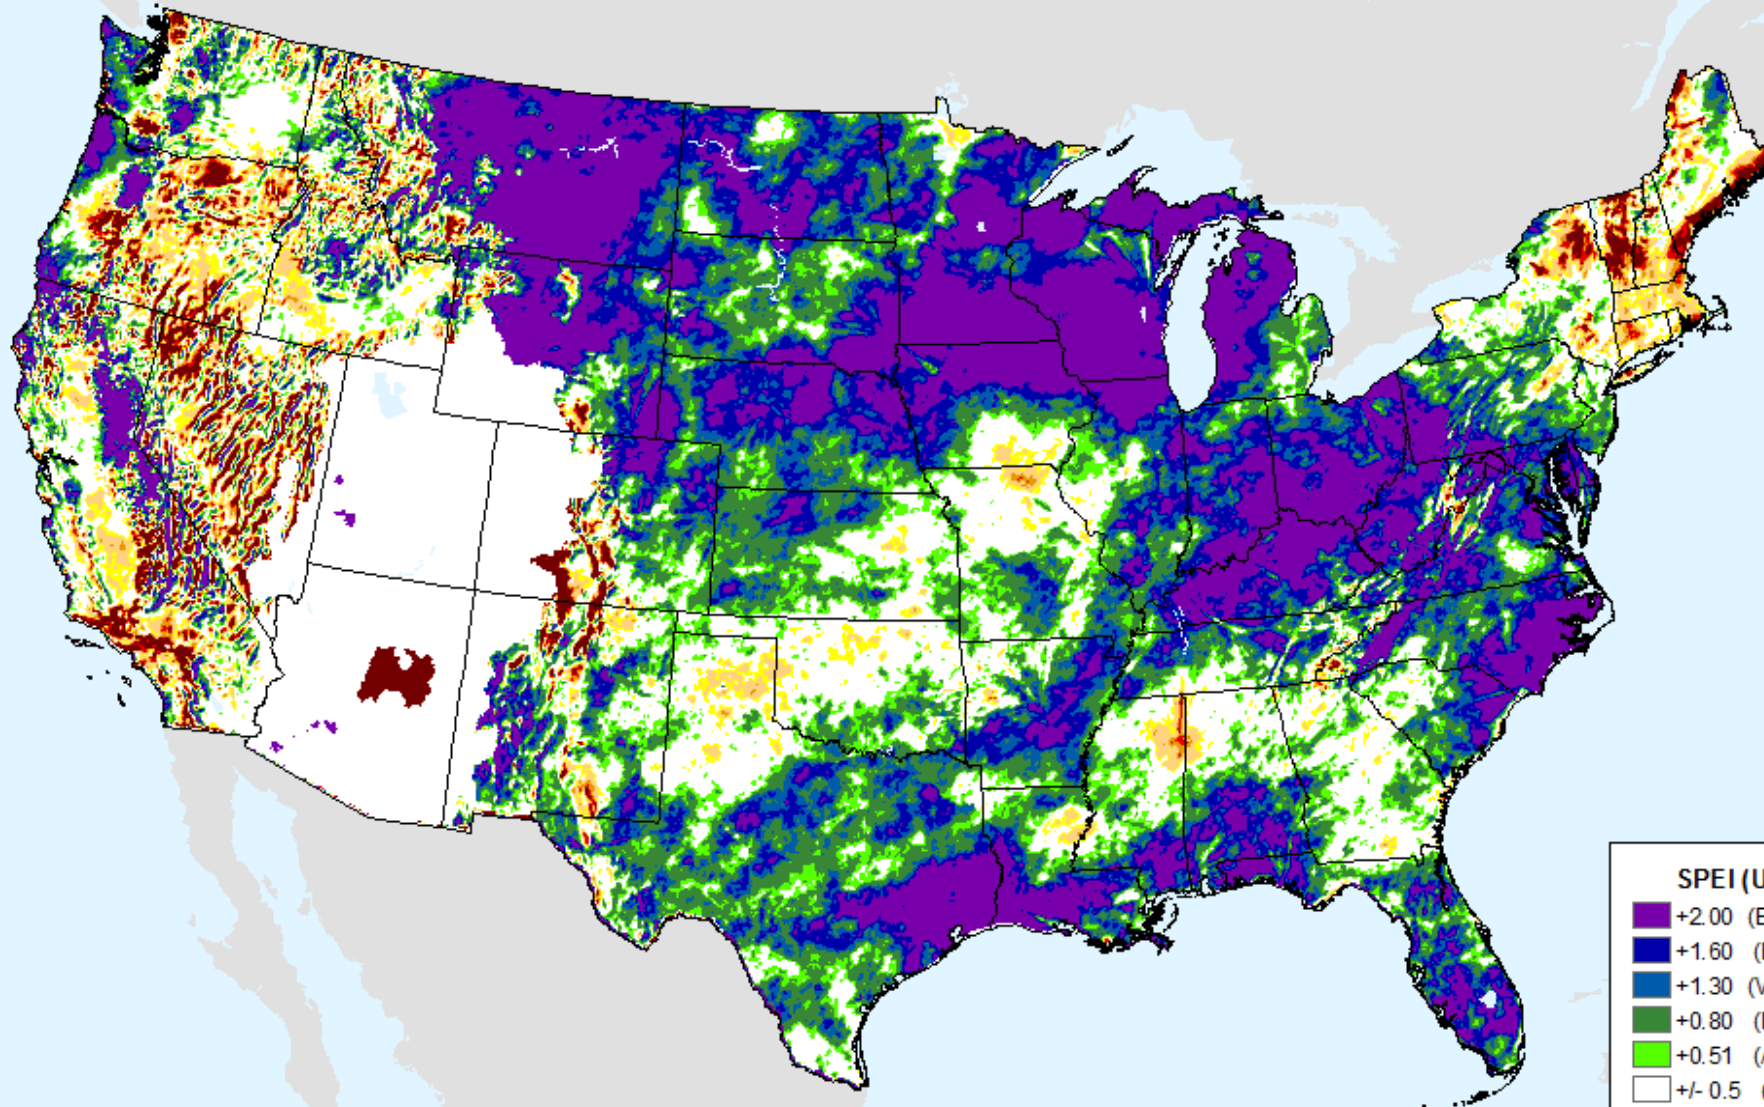 SPEI (U
+2.00 (E
+1.60 (
+1.30 (V
+0.80 (
+0.51 (
+/- 0.5 (